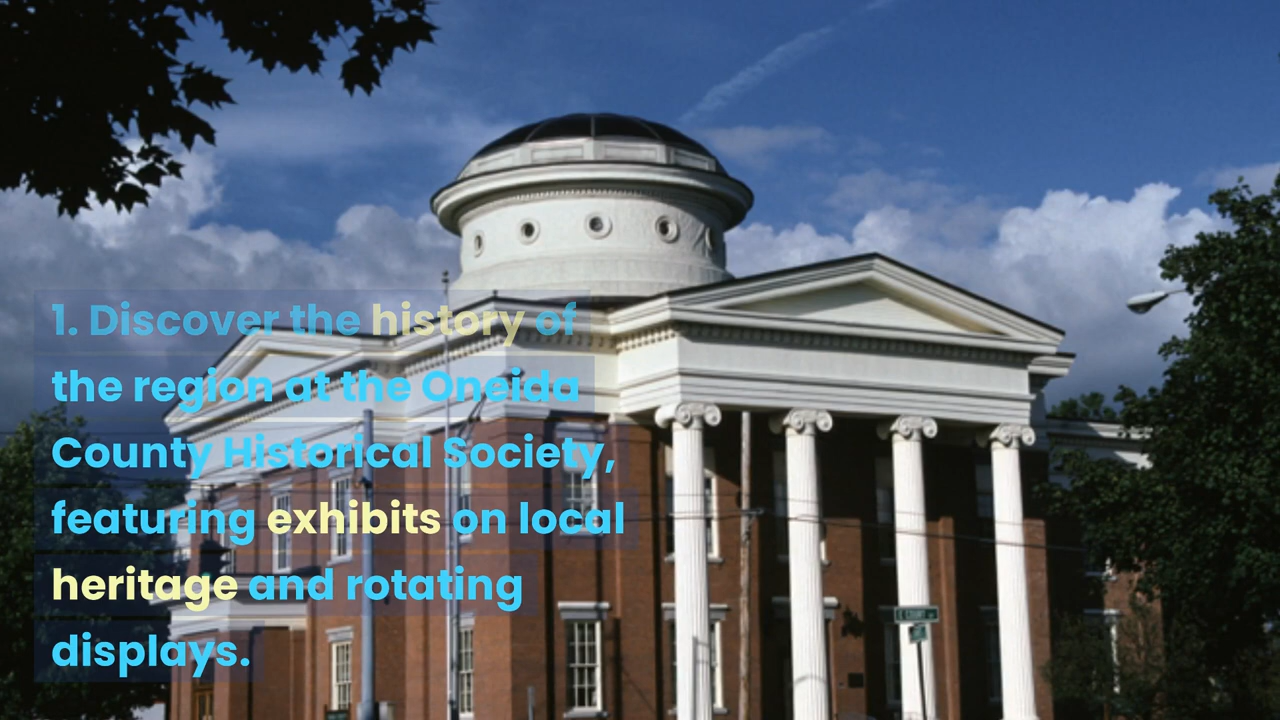 1. Discover the history of
the region at the Oneida
County Historical Society,
featuring exhibits on local
heritage and rotating
displays.